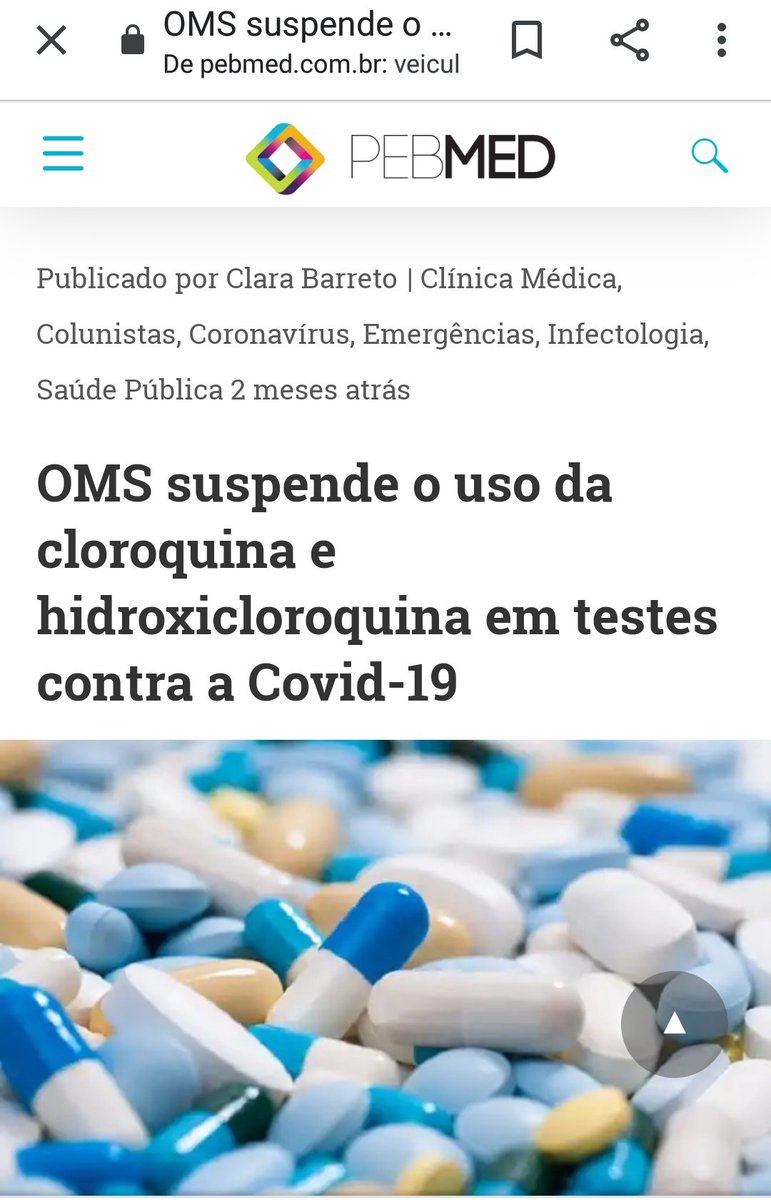 OMS suspende o ...
De pebmed.com.br: veicul
PEBMED
Publicado por Clara Barreto | Clínica Médica,
Colunistas, Coronavírus, Emergências, Infectologia,
Saúde Pública 2 meses atrás
OMS suspende o uso da
cloroquina e
hidroxicloroquina em testes
contra a Covid-19